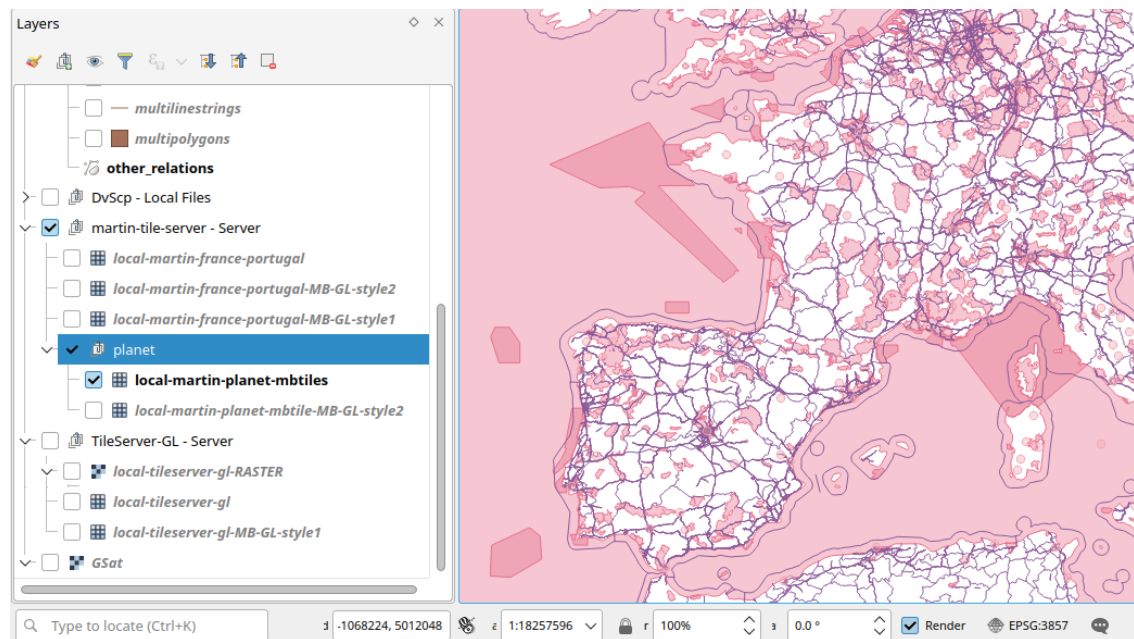 Layers
multilinestrings
multipolygons
other_relations
DvScp - Local Files
martin-tile-server - Server
local-martin-france-portugal
local-martin-france-portugal-MB-GL-style2
local-martin-france-portugal-MB-GL-style1
planet
local-martin-planet-mbtiles
local-martin-planet-mbtile-MB-GL-style2
TileServer-GL - Server
local-tileserver-gl-RASTER
local-tileserver-gl
local-tileserver-gl-MB-GL-style1
GSat
Type to locate (Ctrl+K) -1068224, 5012048 1:18257596 r 100% 0.0 ° Render EPSG:3857